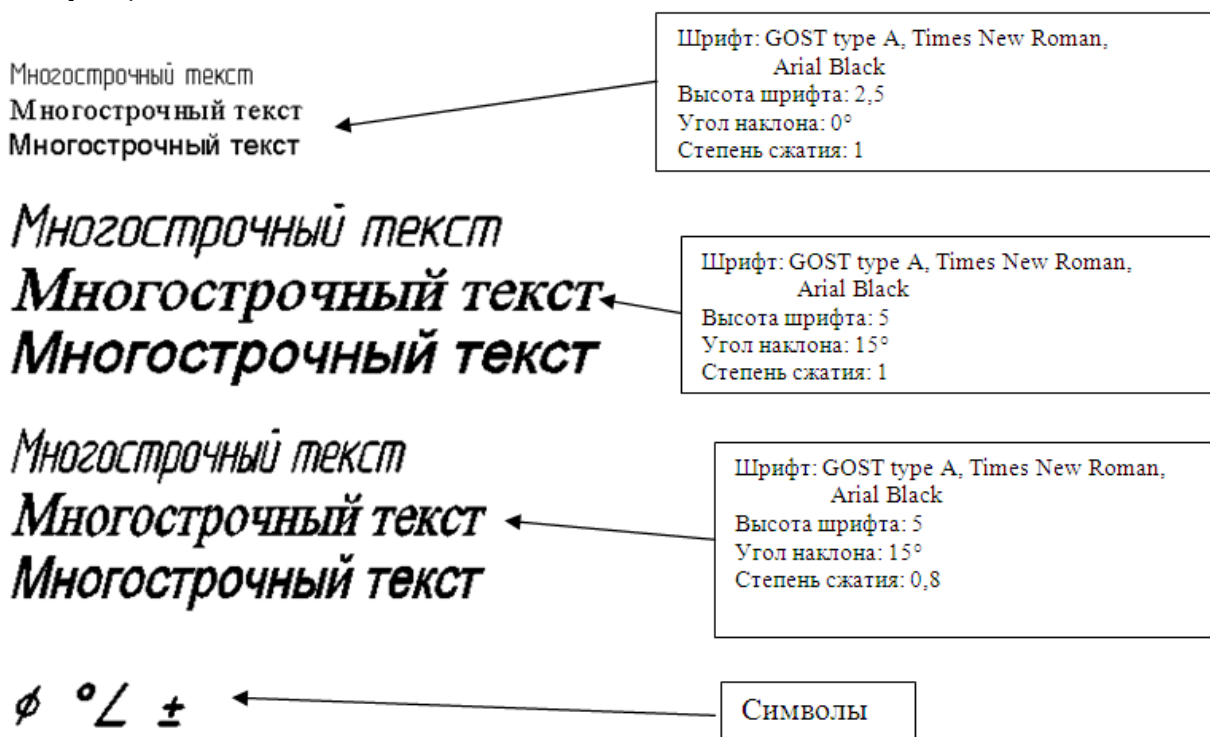 Многострочный текст
Многострочный текст
Многострочный текст
Шрифт: GOST type A, Times New Roman,
Arial Black
Высота шрифта: 2,5
Угол наклона: 0°
Степень сжатия: 1
Многострочный текст
Многострочный текст
Многострочный текст
Шрифт: GOST type A, Times New Roman,
Arial Black
Высота шрифта: 5
Угол наклона: 15°
Степень сжатия: 1
Многострочный текст
Многострочный текст
Многострочный текст
Шрифт: GOST type A, Times New Roman,
Arial Black
Высота шрифта: 5
Угол наклона: 15°
Степень сжатия: 0,8
ϕ °∠ ±
Символы